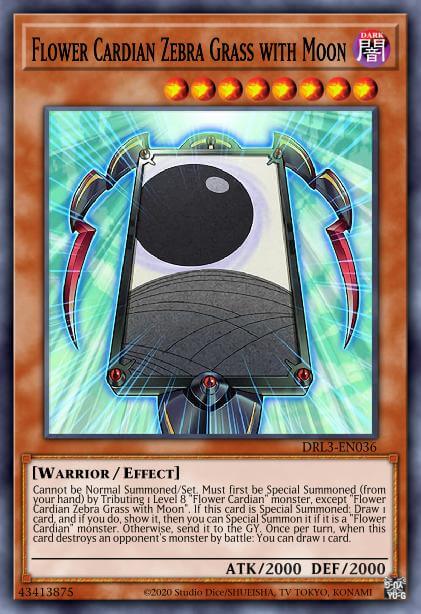 FLOWER CARDIAN ZEBRA GRASS WITH MOON
DARK
闇
DRL3-EN036
[WARRIOR / EFFECT]
Cannot be Normal Summoned/Set. Must first be Special Summoned (from
your hand) by Tributing 1 Level 8 "Flower Cardian" monster, except "Flower
Cardian Zebra Grass with Moon". If this card is Special Summoned: Draw 1
card, and if you do, show it, then you can Special Summon it if it is a "Flower
Cardian" monster. Otherwise, send it to the GY. Once per turn, when this
card destroys an opponent's monster by battle: You can draw 1 card.
ATK/2000 DEF/2000
43413875
©2020 Studio Dice/SHUEISHA, TV TOKYO, KONAMI